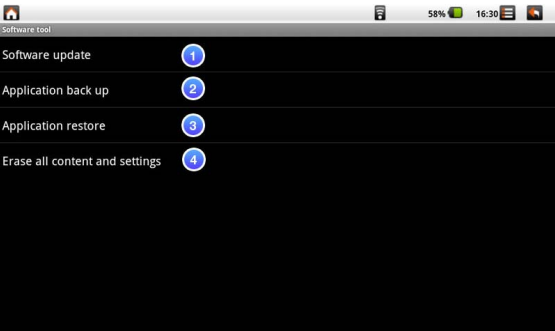 58% 16:30
Software tool
Software update 1
Application back up 2
Application restore 3
Erase all content and settings 4